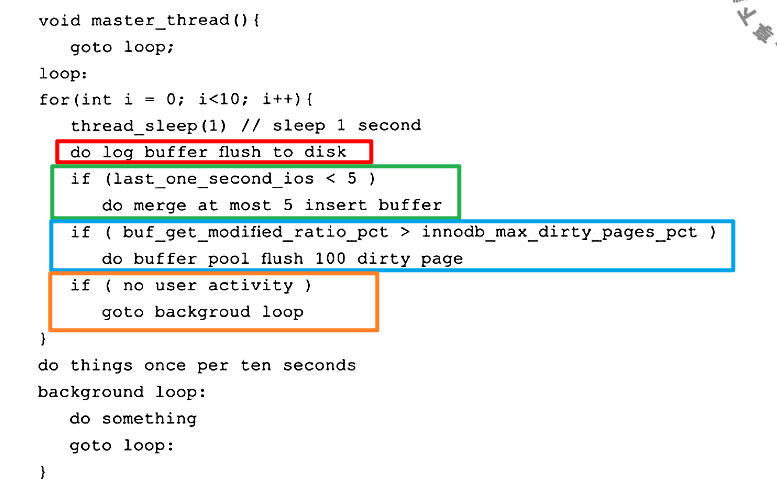 void master_thread(){
goto loop;
loop:
for(int i = 0; i<10; i++){
thread_sleep(1) // sleep 1 second
do log buffer flush to disk
if (last_one_second_ios < 5 )
do merge at most 5 insert buffer
if ( buf_get_modified_ratio_pct > innodb_max_dirty_pages_pct )
do buffer pool flush 100 dirty page
if ( no user activity )
goto backgroud loop
}
do things once per ten seconds
background loop:
do something
goto loop:
}